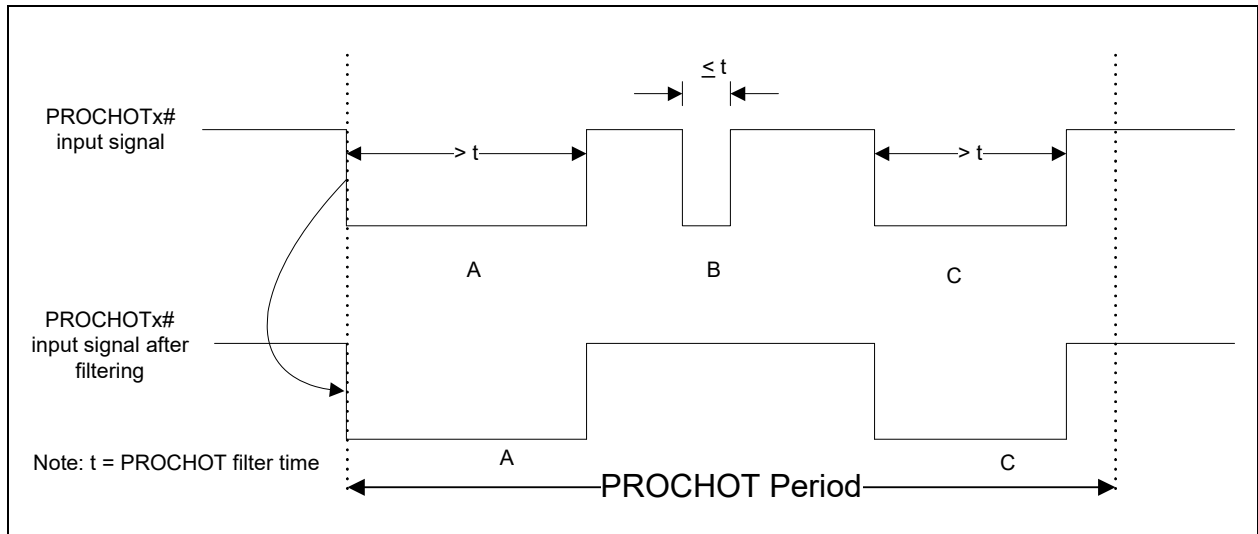 ≤ t
PROCHOTx#
input signal
> t
> t
A
B
C
PROCHOTx#
input signal after
filtering
A
C
Note: t = PROCHOT filter time
PROCHOT Period